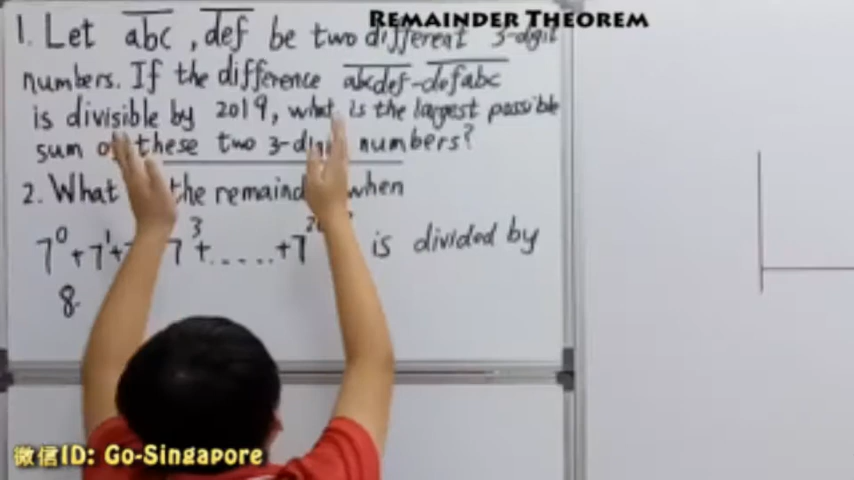 REMAINDER THEOREM
1. Let abc, def be two different 3-digit
numbers. If the difference abcdef-defabc
is divisible by 2019, what is the largest possible
sum of these two 3-digit numbers?
2. What the remainder when
7⁰+7¹+ 7³+.....+7 is divided by
8.
微信ID: Go-Singapore